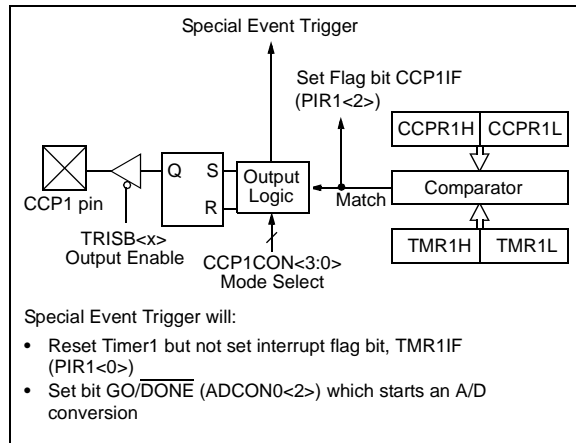 Special Event Trigger
Set Flag bit CCP1IF
(PIR1<2>)
CCPR1H CCPR1L
Q S Output
Logic
R
Match
Comparator
CCP1 pin
TRISB<x>
Output Enable
TMR1H TMR1L
CCP1CON<3:0>
Mode Select
Special Event Trigger will:
• Reset Timer1 but not set interrupt flag bit, TMR1IF
(PIR1<0>)
• Set bit GO/DONE (ADCON0<2>) which starts an A/D
conversion